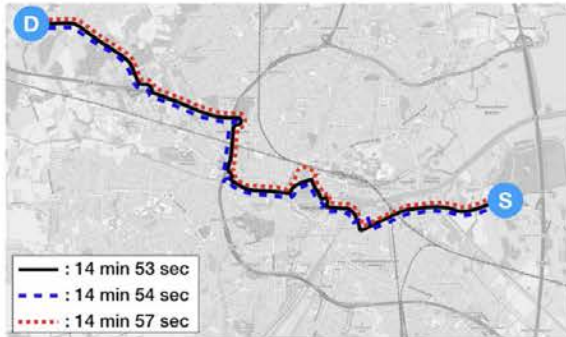 D
S
: 14 min 53 sec
: 14 min 54 sec
: 14 min 57 sec